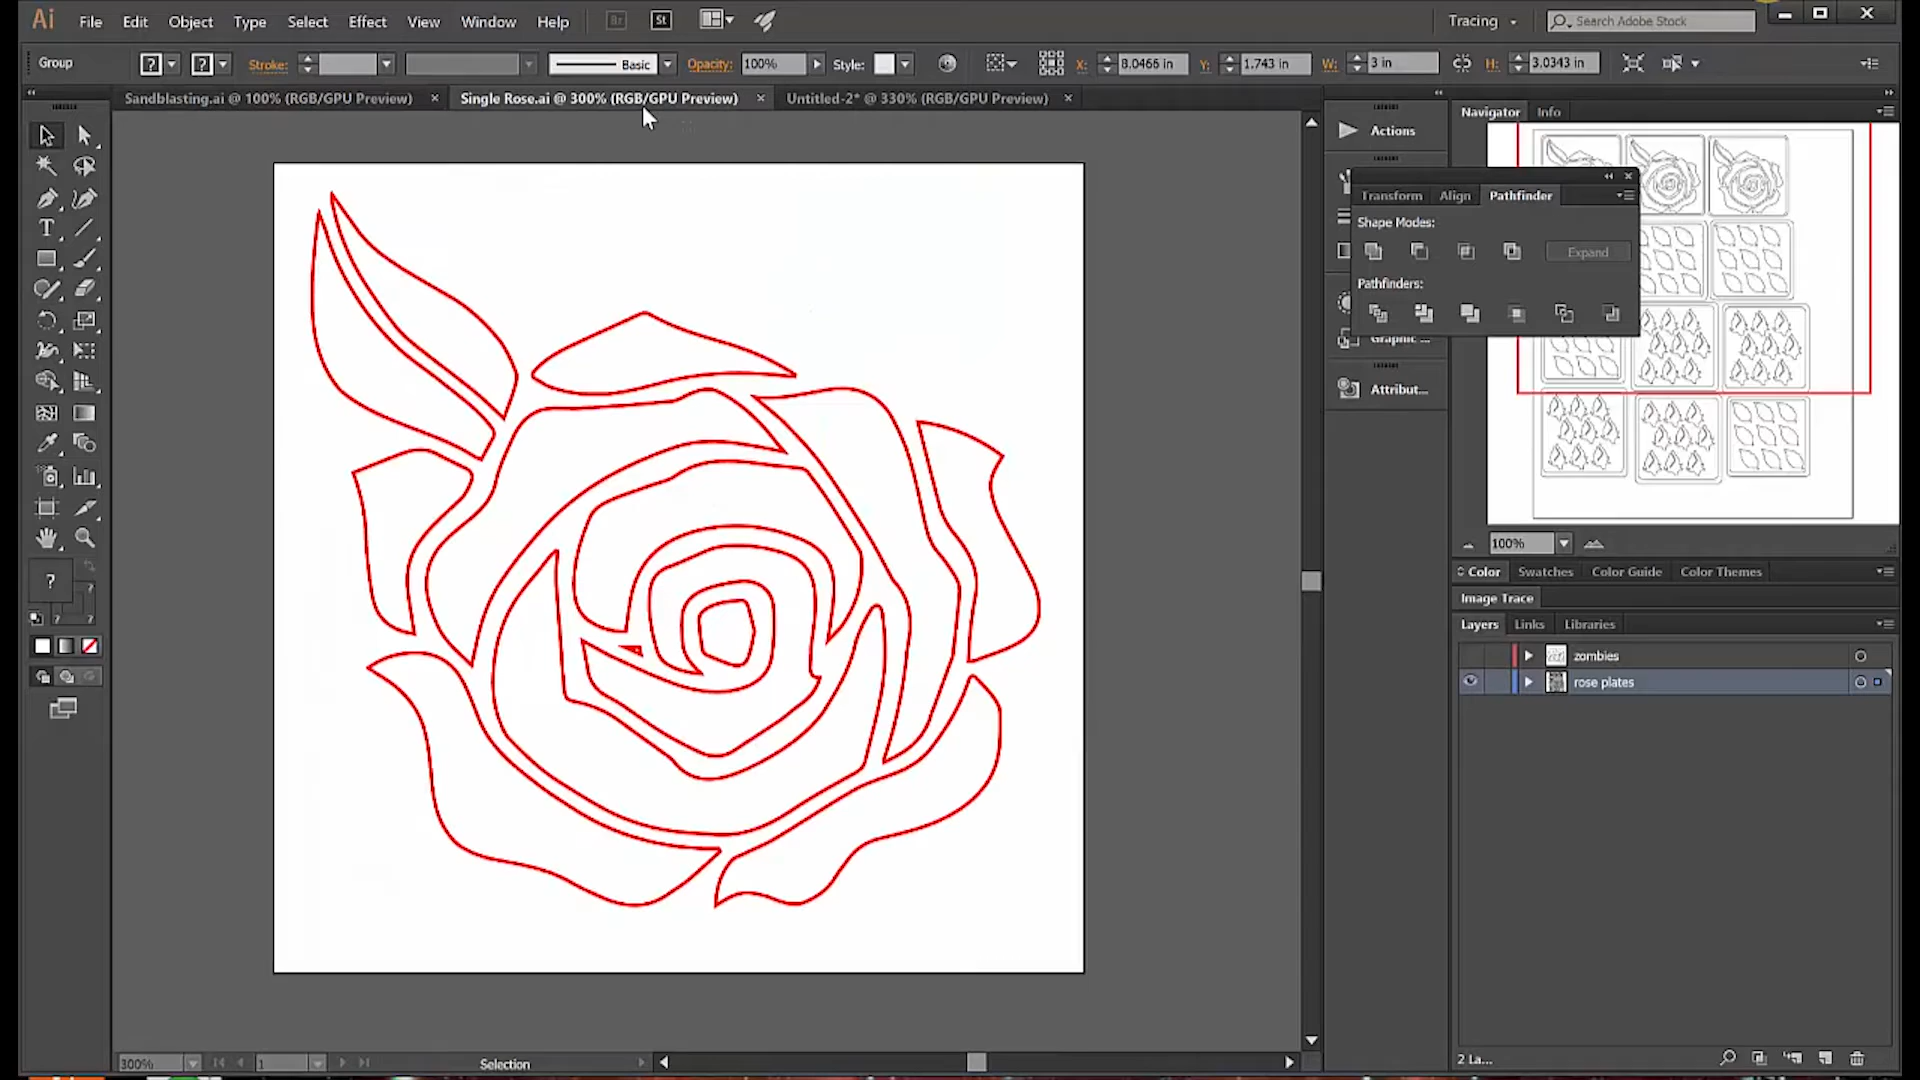 Ai File Edit Object Type Select Effect View Window Help Br St Tracing Search Adobe Stock
Group ? ? Stroke: Basic Opacity: 100% Style: X: 8.0466 in Y: 1.743 in W: 3 in H: 3.0343 in
Sandblasting.ai @ 100% (RGB/GPU Preview) × Single Rose.ai @ 300% (RGB/GPU Preview) × Untitled-2* @ 330% (RGB/GPU Preview) ×
Actions
Navigator Info
Transform Align Pathfinder
Shape Modes:
Expand
Pathfinders:
Graphic ...
Attribut...
100%
Color Swatches Color Guide Color Themes
Image Trace
Layers Links Libraries
zombies
rose plates
T
?
? ?
300% 1 Selection
2 La...